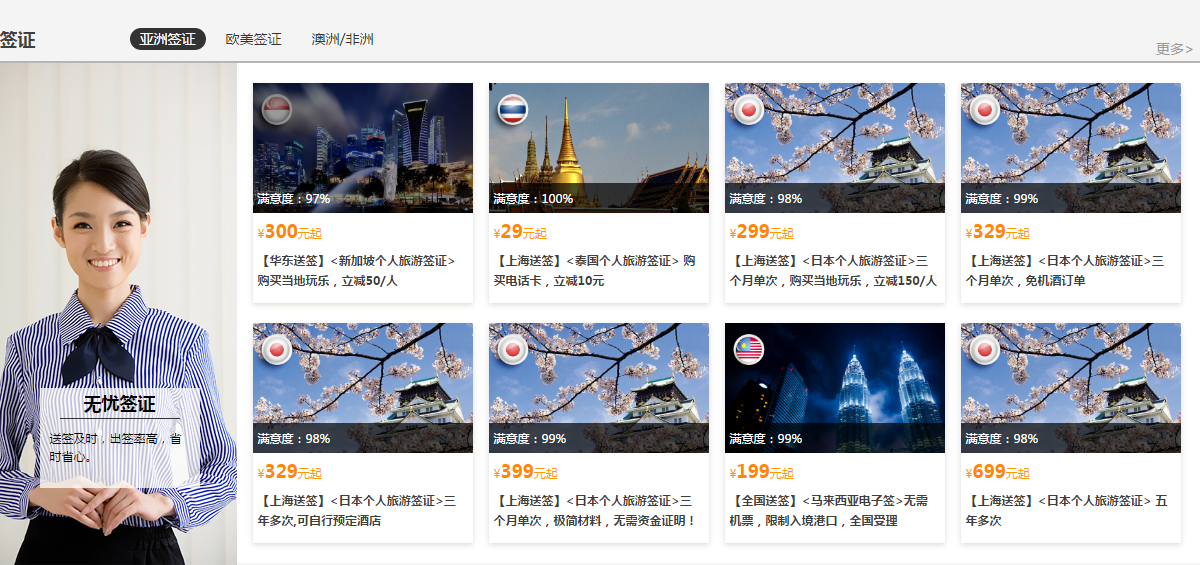 签证
亚洲签证 欧美签证 澳洲/非洲
更多>
无忧签证
送签及时，出签率高，省
时省心。
满意度：97%
¥300元起
【华东送签】<新加坡个人旅游签证>
购买当地玩乐，立减50/人
满意度：100%
¥29元起
【上海送签】<泰国个人旅游签证> 购
买电话卡，立减10元
满意度：98%
¥299元起
【上海送签】<日本个人旅游签证>三
个月单次，购买当地玩乐，立减150/人
满意度：99%
¥329元起
【上海送签】<日本个人旅游签证>三
个月单次，免机酒订单
满意度：98%
¥329元起
【上海送签】<日本个人旅游签证>三
年多次,可自行预定酒店
满意度：99%
¥399元起
【上海送签】<日本个人旅游签证>三
个月单次，极简材料，无需资金证明！
满意度：99%
¥199元起
【全国送签】<马来西亚电子签>无需
机票，限制入境港口，全国受理
满意度：98%
¥699元起
【上海送签】<日本个人旅游签证> 五
年多次